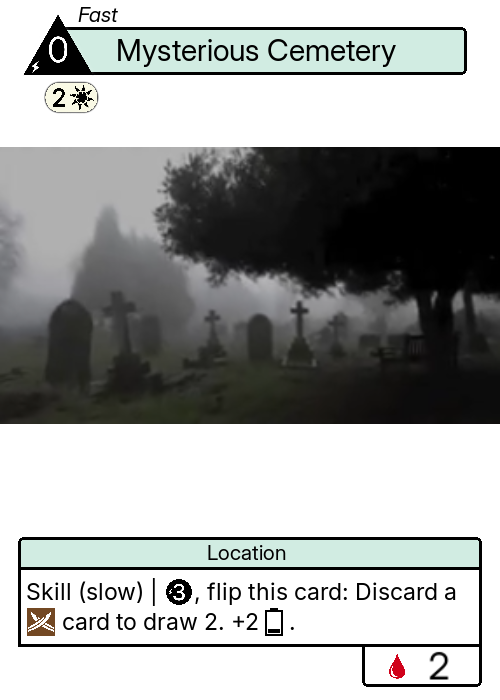 Fast
0 Mysterious Cemetery
2
Location
Skill (slow) | 3, flip this card: Discard a
card to draw 2. +2 .
2